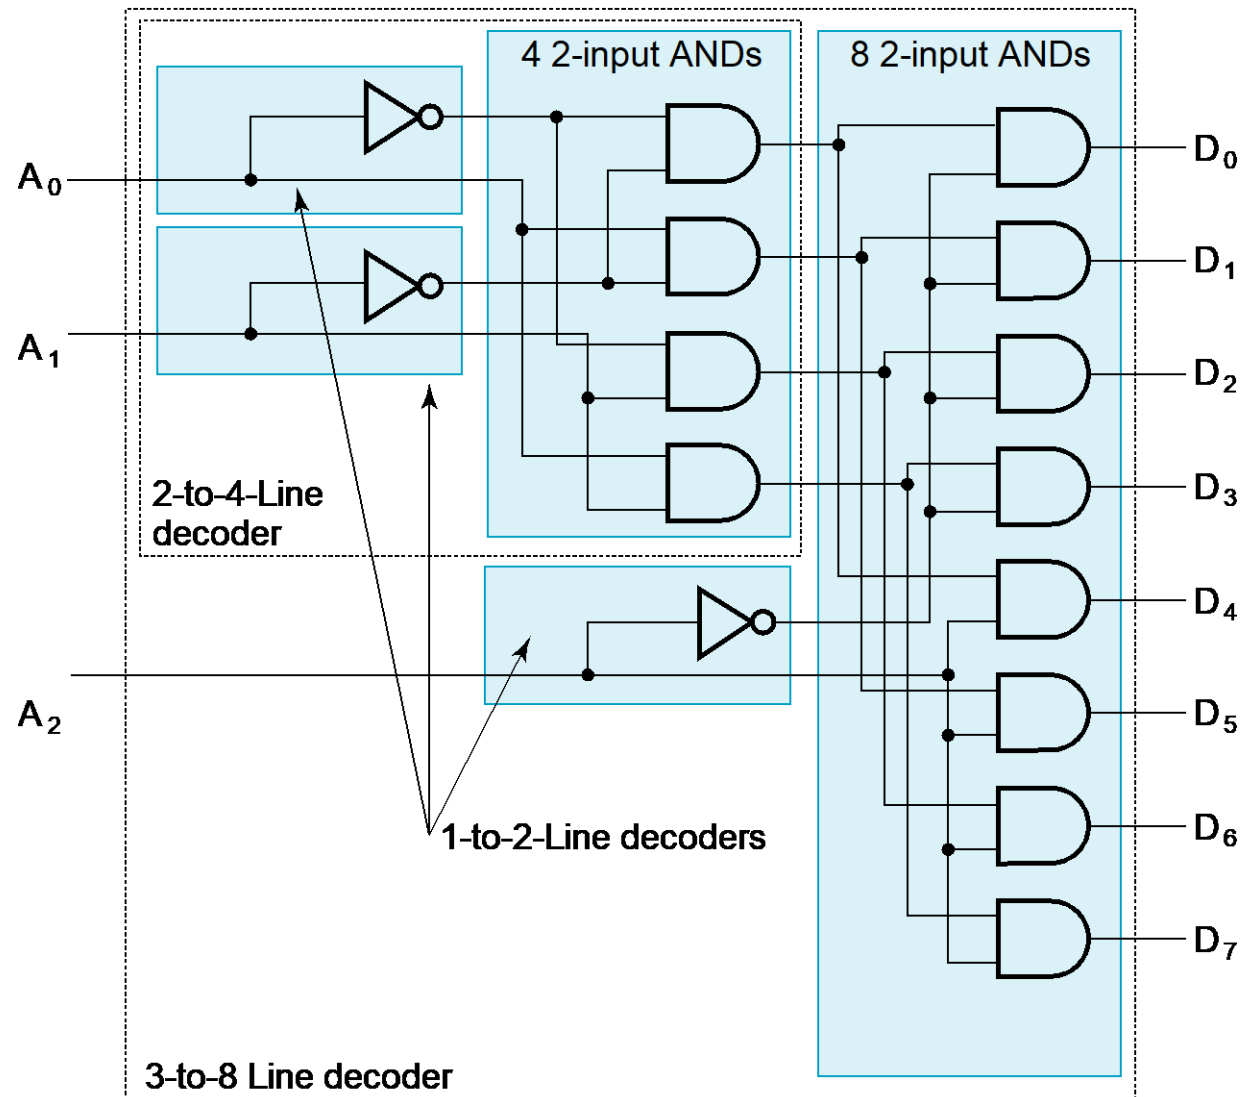 4 2-input ANDs
8 2-input ANDs
A0
A1
A2
D0
D1
D2
D3
D4
D5
D6
D7
2-to-4-Line
decoder
1-to-2-Line decoders
3-to-8 Line decoder